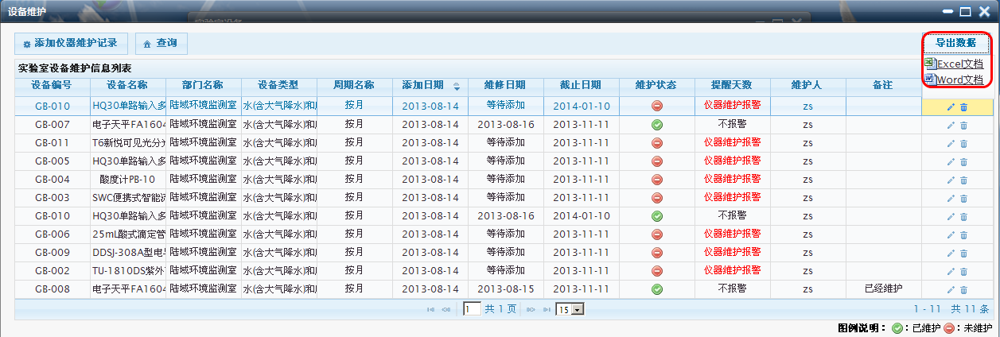 设备维护
添加仪器维护记录 查询 导出数据
Excel文档
Word文档
实验室设备维护信息列表
设备编号 设备名称 部门名称 设备类型 周期名称 添加日期 维修日期 截止日期 维护状态 提醒天数 维护人 备注
GB-010 HQ30单路输入多 陆域环境监测室 水(含大气降水)和 按月 2013-08-14 等待添加 2014-01-10 仪器维护报警 zs
GB-007 电子天平FA1604 陆域环境监测室 水(含大气降水)和 按月 2013-08-14 2013-08-16 2013-11-11 不报警 zs
GB-011 T6新悦可见光分光 陆域环境监测室 水(含大气降水)和 按月 2013-08-14 等待添加 2013-11-11 仪器维护报警 zs
GB-005 HQ30单路输入多 陆域环境监测室 水(含大气降水)和 按月 2013-08-14 等待添加 2013-11-11 仪器维护报警 zs
GB-004 酸度计PB-10 陆域环境监测室 水(含大气降水)和 按月 2013-08-14 等待添加 2013-11-11 仪器维护报警 zs
GB-003 SWC便携式智能流 陆域环境监测室 水(含大气降水)和 按月 2013-08-14 等待添加 2013-11-11 仪器维护报警 zs
GB-010 HQ30单路输入多 陆域环境监测室 水(含大气降水)和 按月 2013-08-14 2013-08-16 2014-01-10 不报警 zs
GB-006 25mL酸式滴定管 陆域环境监测室 水(含大气降水)和 按月 2013-08-14 等待添加 2013-11-11 仪器维护报警 zs
GB-009 DDSJ-308A型电导 陆域环境监测室 水(含大气降水)和 按月 2013-08-14 等待添加 2013-11-11 仪器维护报警 zs
GB-002 TU-1810DS紫外 陆域环境监测室 水(含大气降水)和 按月 2013-08-14 等待添加 2013-11-11 仪器维护报警 zs
GB-008 电子天平FA1604 陆域环境监测室 水(含大气降水)和 按月 2013-08-14 2013-08-15 2013-11-11 不报警 zs 已经维护
1 共 1 页 15 1 - 11 共 11 条
图例说明： ：已维护 ：未维护